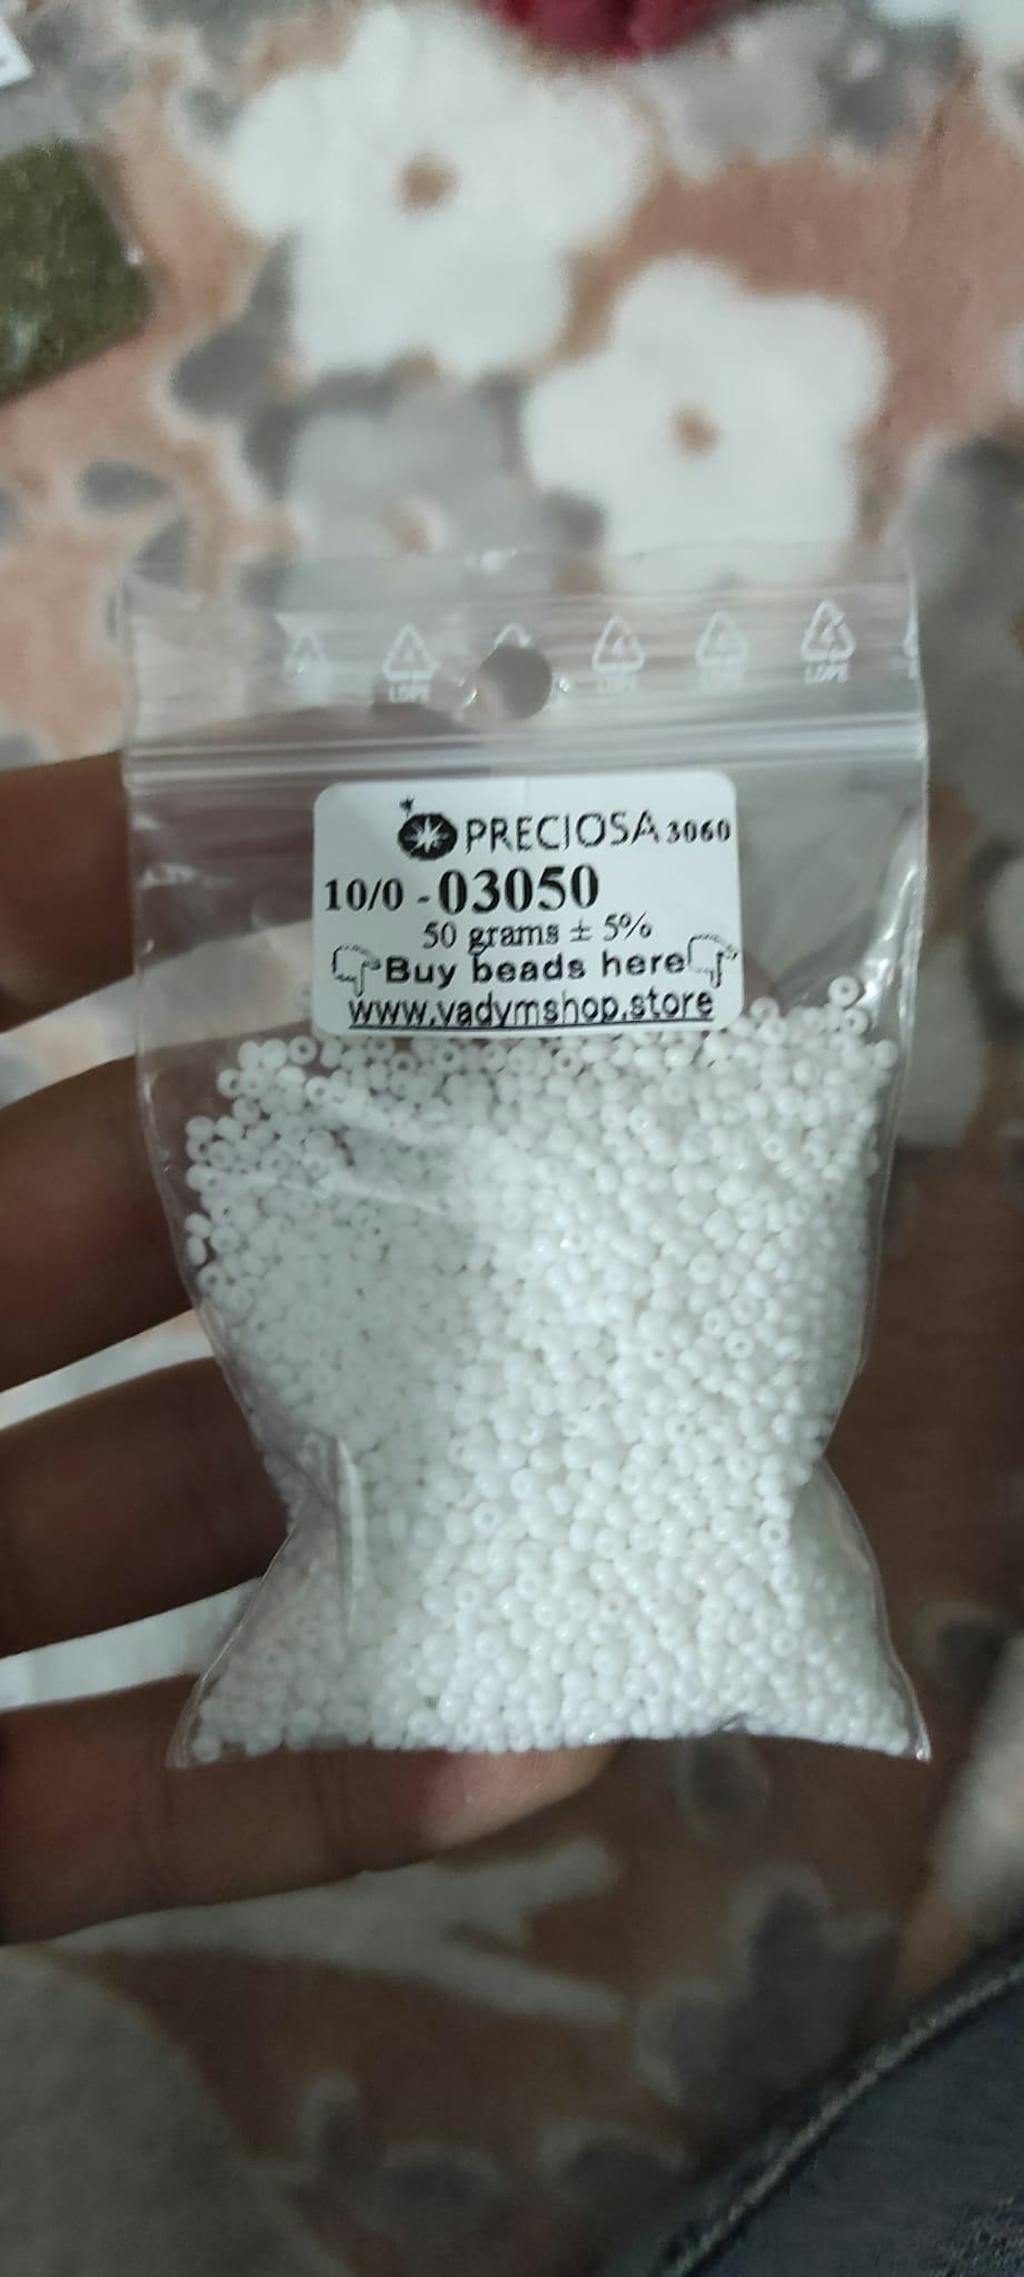 PRECIOSA 3060
10/0 - 03050
50 grams ± 5%
Buy beads here
www.vadymshop.store